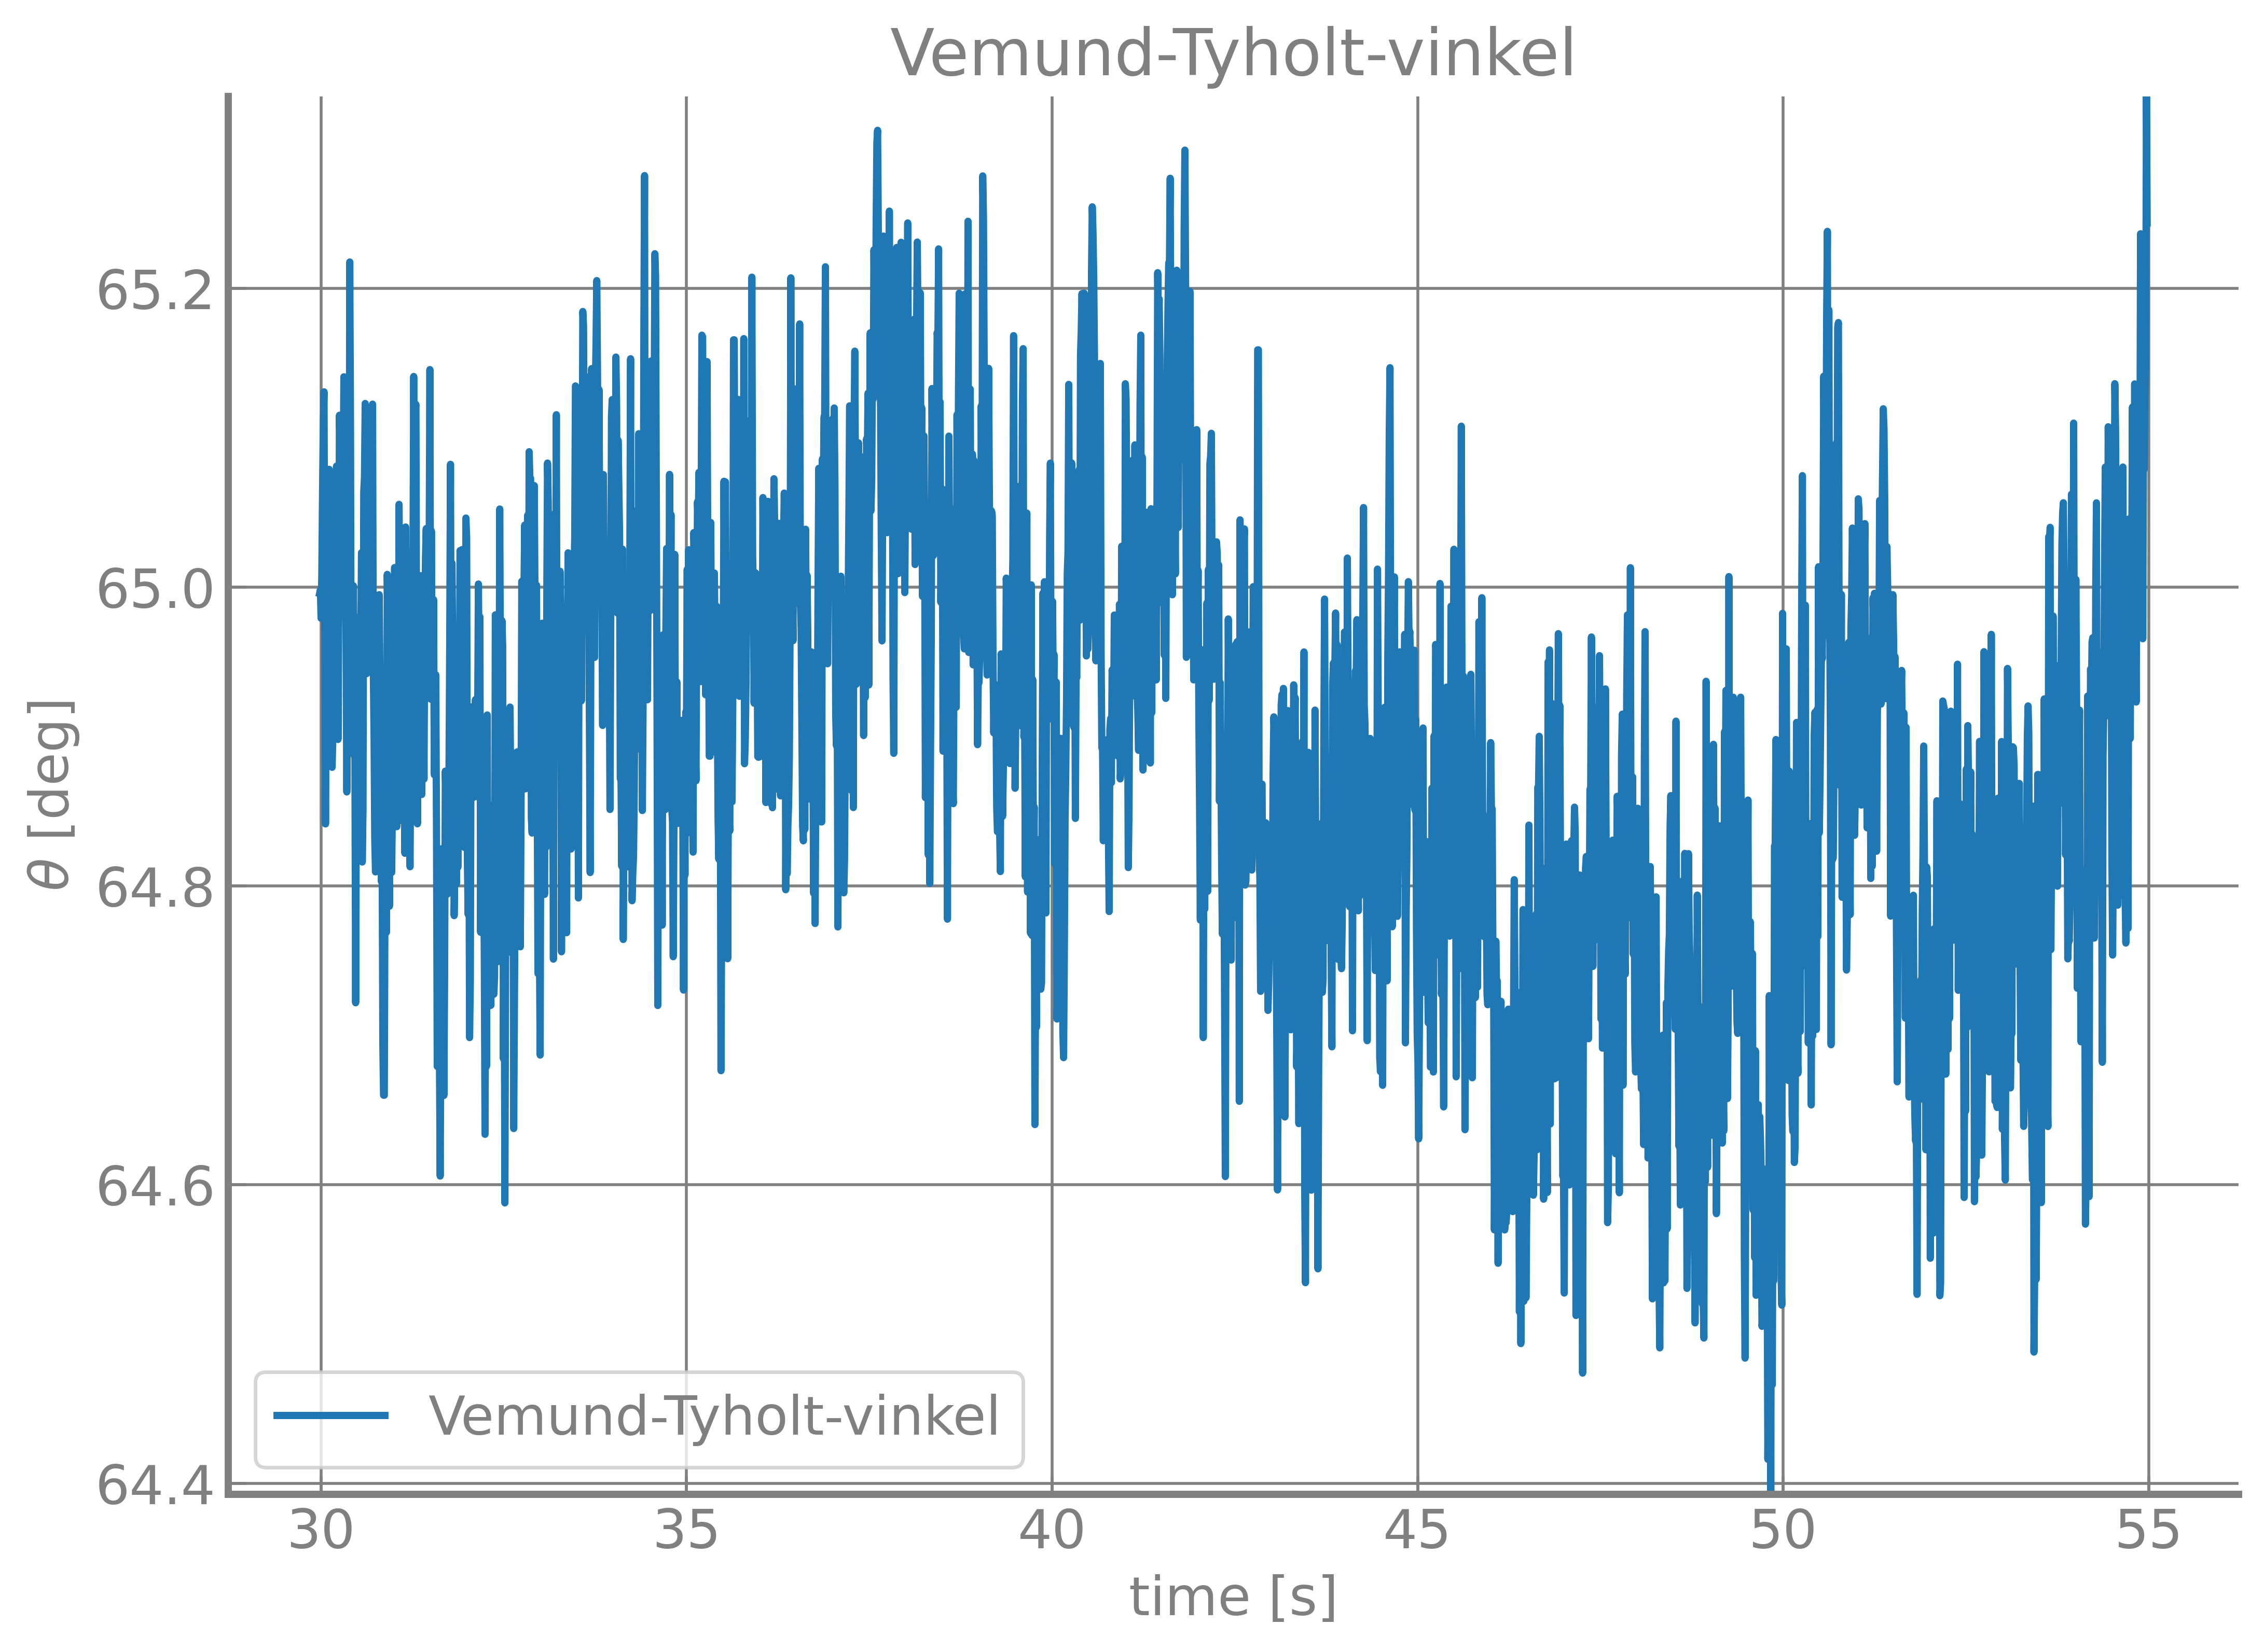 Vemund-Tyholt-vinkel
65.2
65.0
64.8
64.6
64.4
θ [deg]
Vemund-Tyholt-vinkel
30 35 40 45 50 55
time [s]